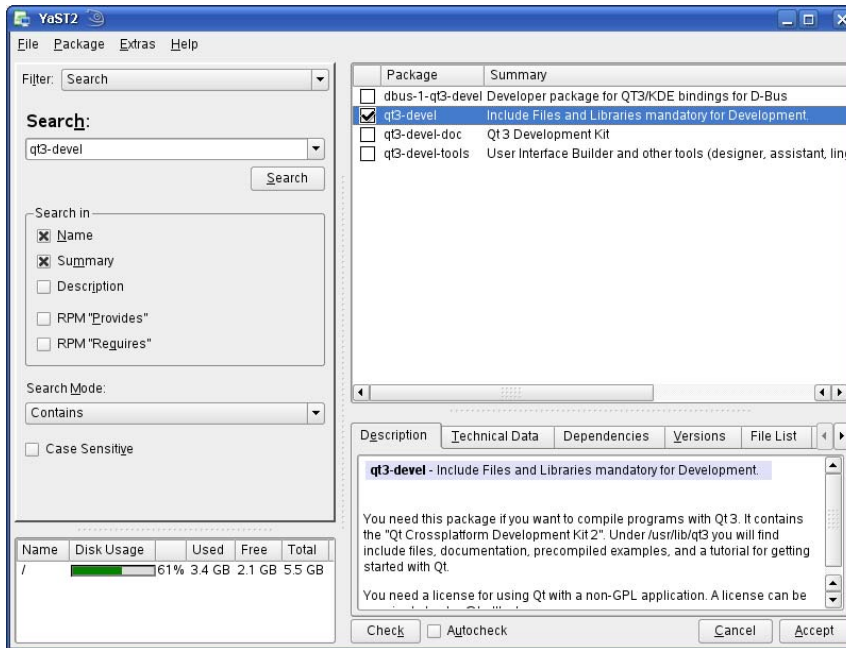 YaST2
File Package Extras Help
Filter: Search
Search:
qt3-devel
Search
Search in
Name
Summary
Description
RPM "Provides"
RPM "Requires"
Search Mode:
Contains
Case Sensitive
Name Disk Usage Used Free Total
/ 61% 3.4 GB 2.1 GB 5.5 GB
Package Summary
dbus-1-qt3-devel Developer package for QT3/KDE bindings for D-Bus
qt3-devel Include Files and Libraries mandatory for Development.
qt3-devel-doc Qt 3 Development Kit
qt3-devel-tools User Interface Builder and other tools (designer, assistant,
Description Technical Data Dependencies Versions File List
qt3-devel - Include Files and Libraries mandatory for Development.
You need this package if you want to compile programs with Qt 3. It contains
the "Qt Crossplatform Development Kit 2". Under /usr/lib/qt3 you will find
include files, documentation, precompiled examples, and a tutorial for getting
started with Qt.
You need a license for using Qt with a non-GPL application. A license can be
Check Autocheck Cancel Accept